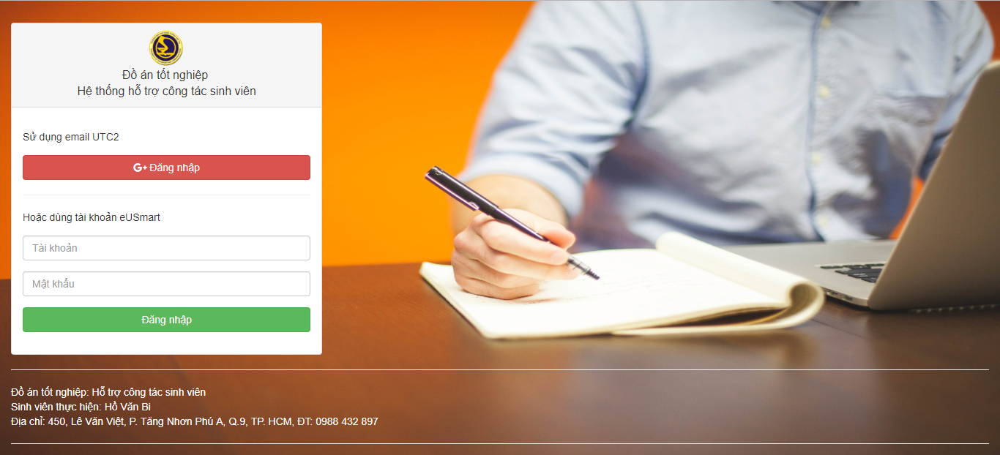 Đồ án tốt nghiệp
Hệ thống hỗ trợ công tác sinh viên
Sử dụng email UTC2
G+ Đăng nhập
Hoặc dùng tài khoản eUSmart
Tài khoản
Mật khẩu
Đăng nhập
Đồ án tốt nghiệp: Hỗ trợ công tác sinh viên
Sinh viên thực hiện: Hồ Văn Bi
Địa chỉ: 450, Lê Văn Việt, P. Tăng Nhơn Phú A, Q.9, TP. HCM, ĐT: 0988 432 897